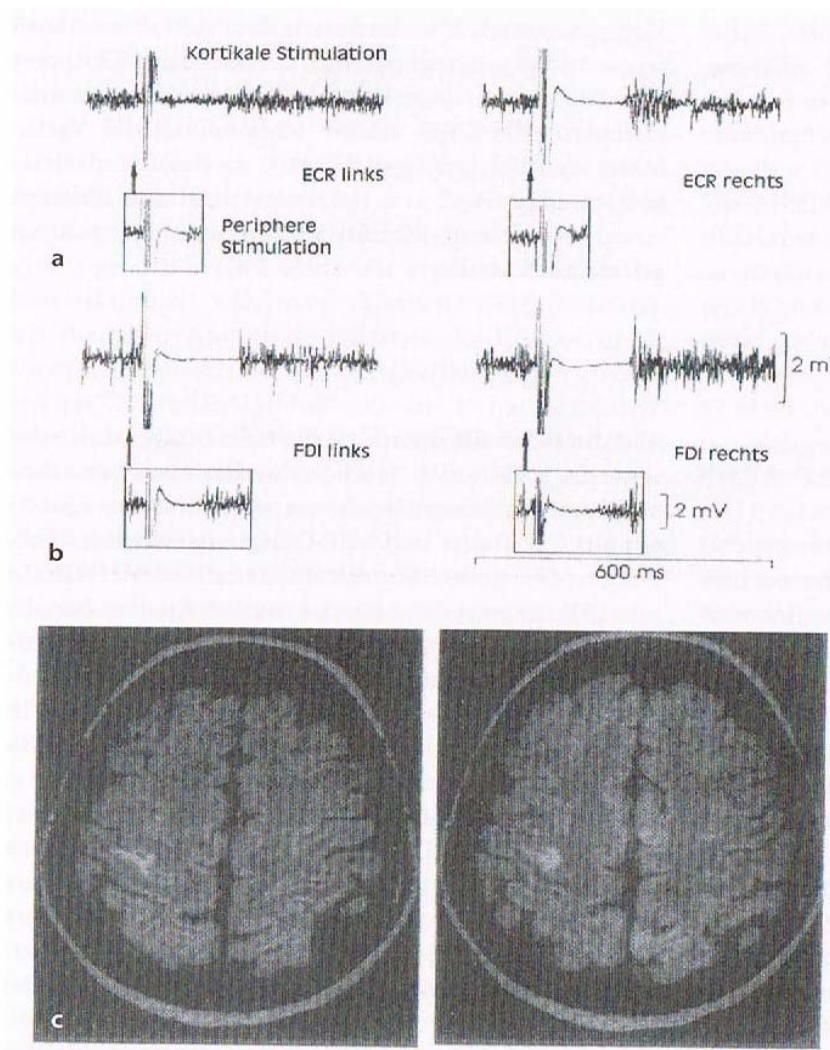 Kortikale Stimulation
ECR links
ECR rechts
Periphere
Stimulation
a
2 m
FDI links
FDI rechts
2 mV
b
600 ms
c